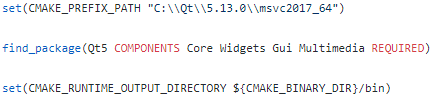 set(CMAKE_PREFIX_PATH "C:\\Qt\\5.13.0\\msvc2017_64")
find_package(Qt5 COMPONENTS Core Widgets Gui Multimedia REQUIRED)
set(CMAKE_RUNTIME_OUTPUT_DIRECTORY ${CMAKE_BINARY_DIR}/bin)